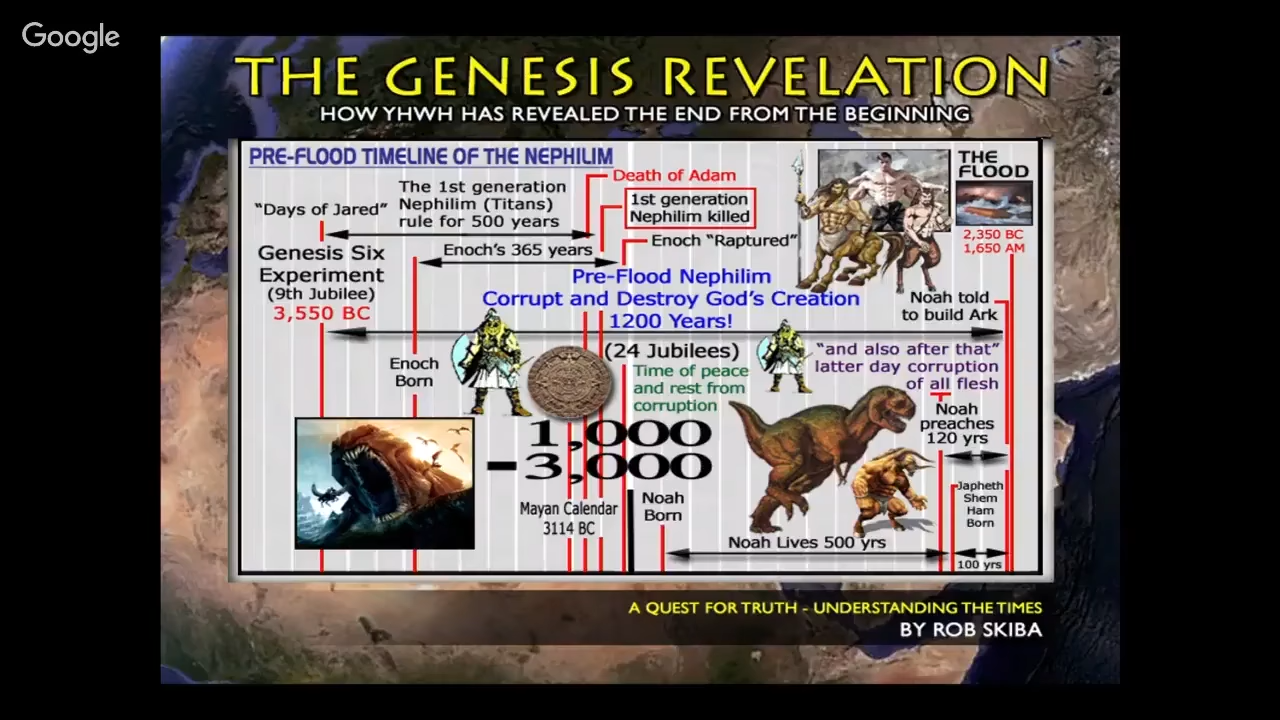 Google
THE GENESIS REVELATION
HOW YHWH HAS REVEALED THE END FROM THE BEGINNING
PRE-FLOOD TIMELINE OF THE NEPHILIM
"Days of Jared"
The 1st generation
Nephilim (Titans)
rule for 500 years
Death of Adam
1st generation
Nephilim killed
Enoch "Raptured"
THE
FLOOD
2,350 BC
1,650 AM
Genesis Six
Experiment
(9th Jubilee)
3,550 BC
Enoch's 365 years
Pre-Flood Nephilim
Corrupt and Destroy God's Creation
1200 Years!
(24 Jubilees)
Noah told
to build Ark
Enoch
Born
Time of peace
and rest from
corruption
"and also after that"
latter day corruption
of all flesh
Noah
preaches
120 yrs
1,000
-3,000
Mayan Calendar
3114 BC
Noah
Born
Japheth
Shem
Ham
Born
Noah Lives 500 yrs
100 yrs
A QUEST FOR TRUTH - UNDERSTANDING THE TIMES
BY ROB SKIBA